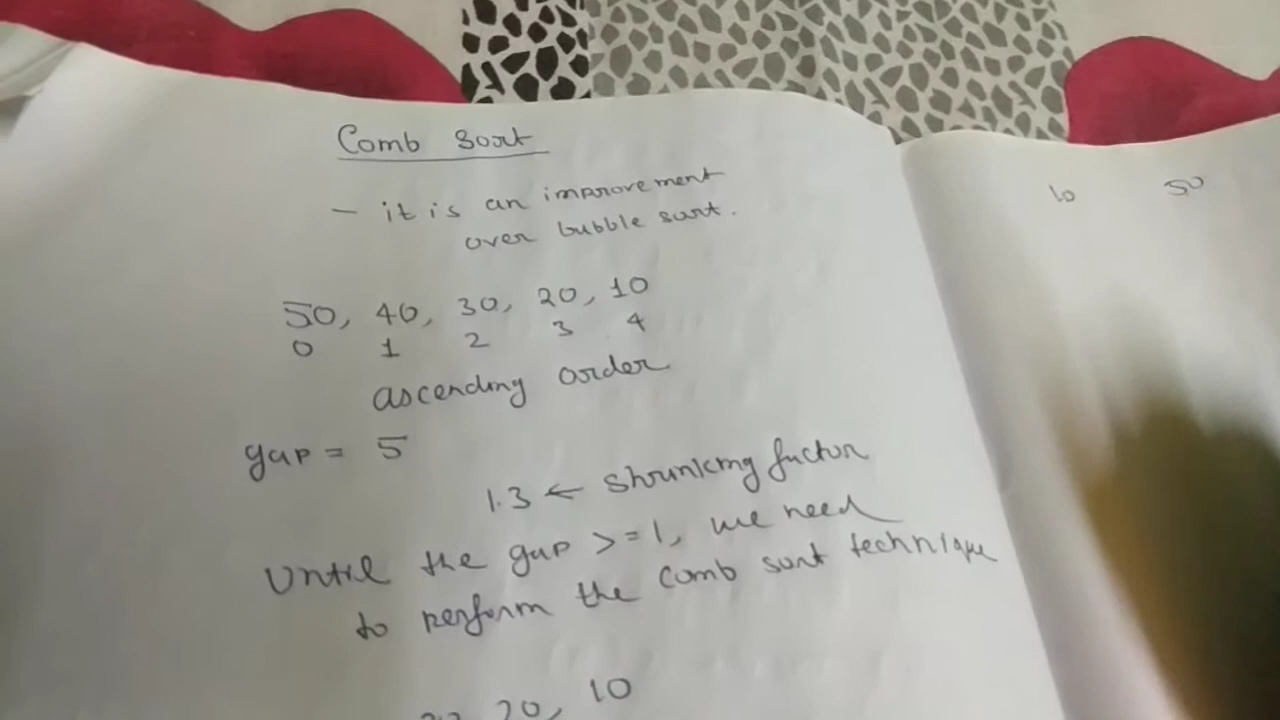 Comb Sort
- it is an improvement
over bubble sort.
50, 40, 30, 20, 10
0 1 2 3 4
ascending order
gap = 5
1.3 ← shrinking factor
Until the gap >=1, we need
to perform the comb sort technique
20, 10
10 50